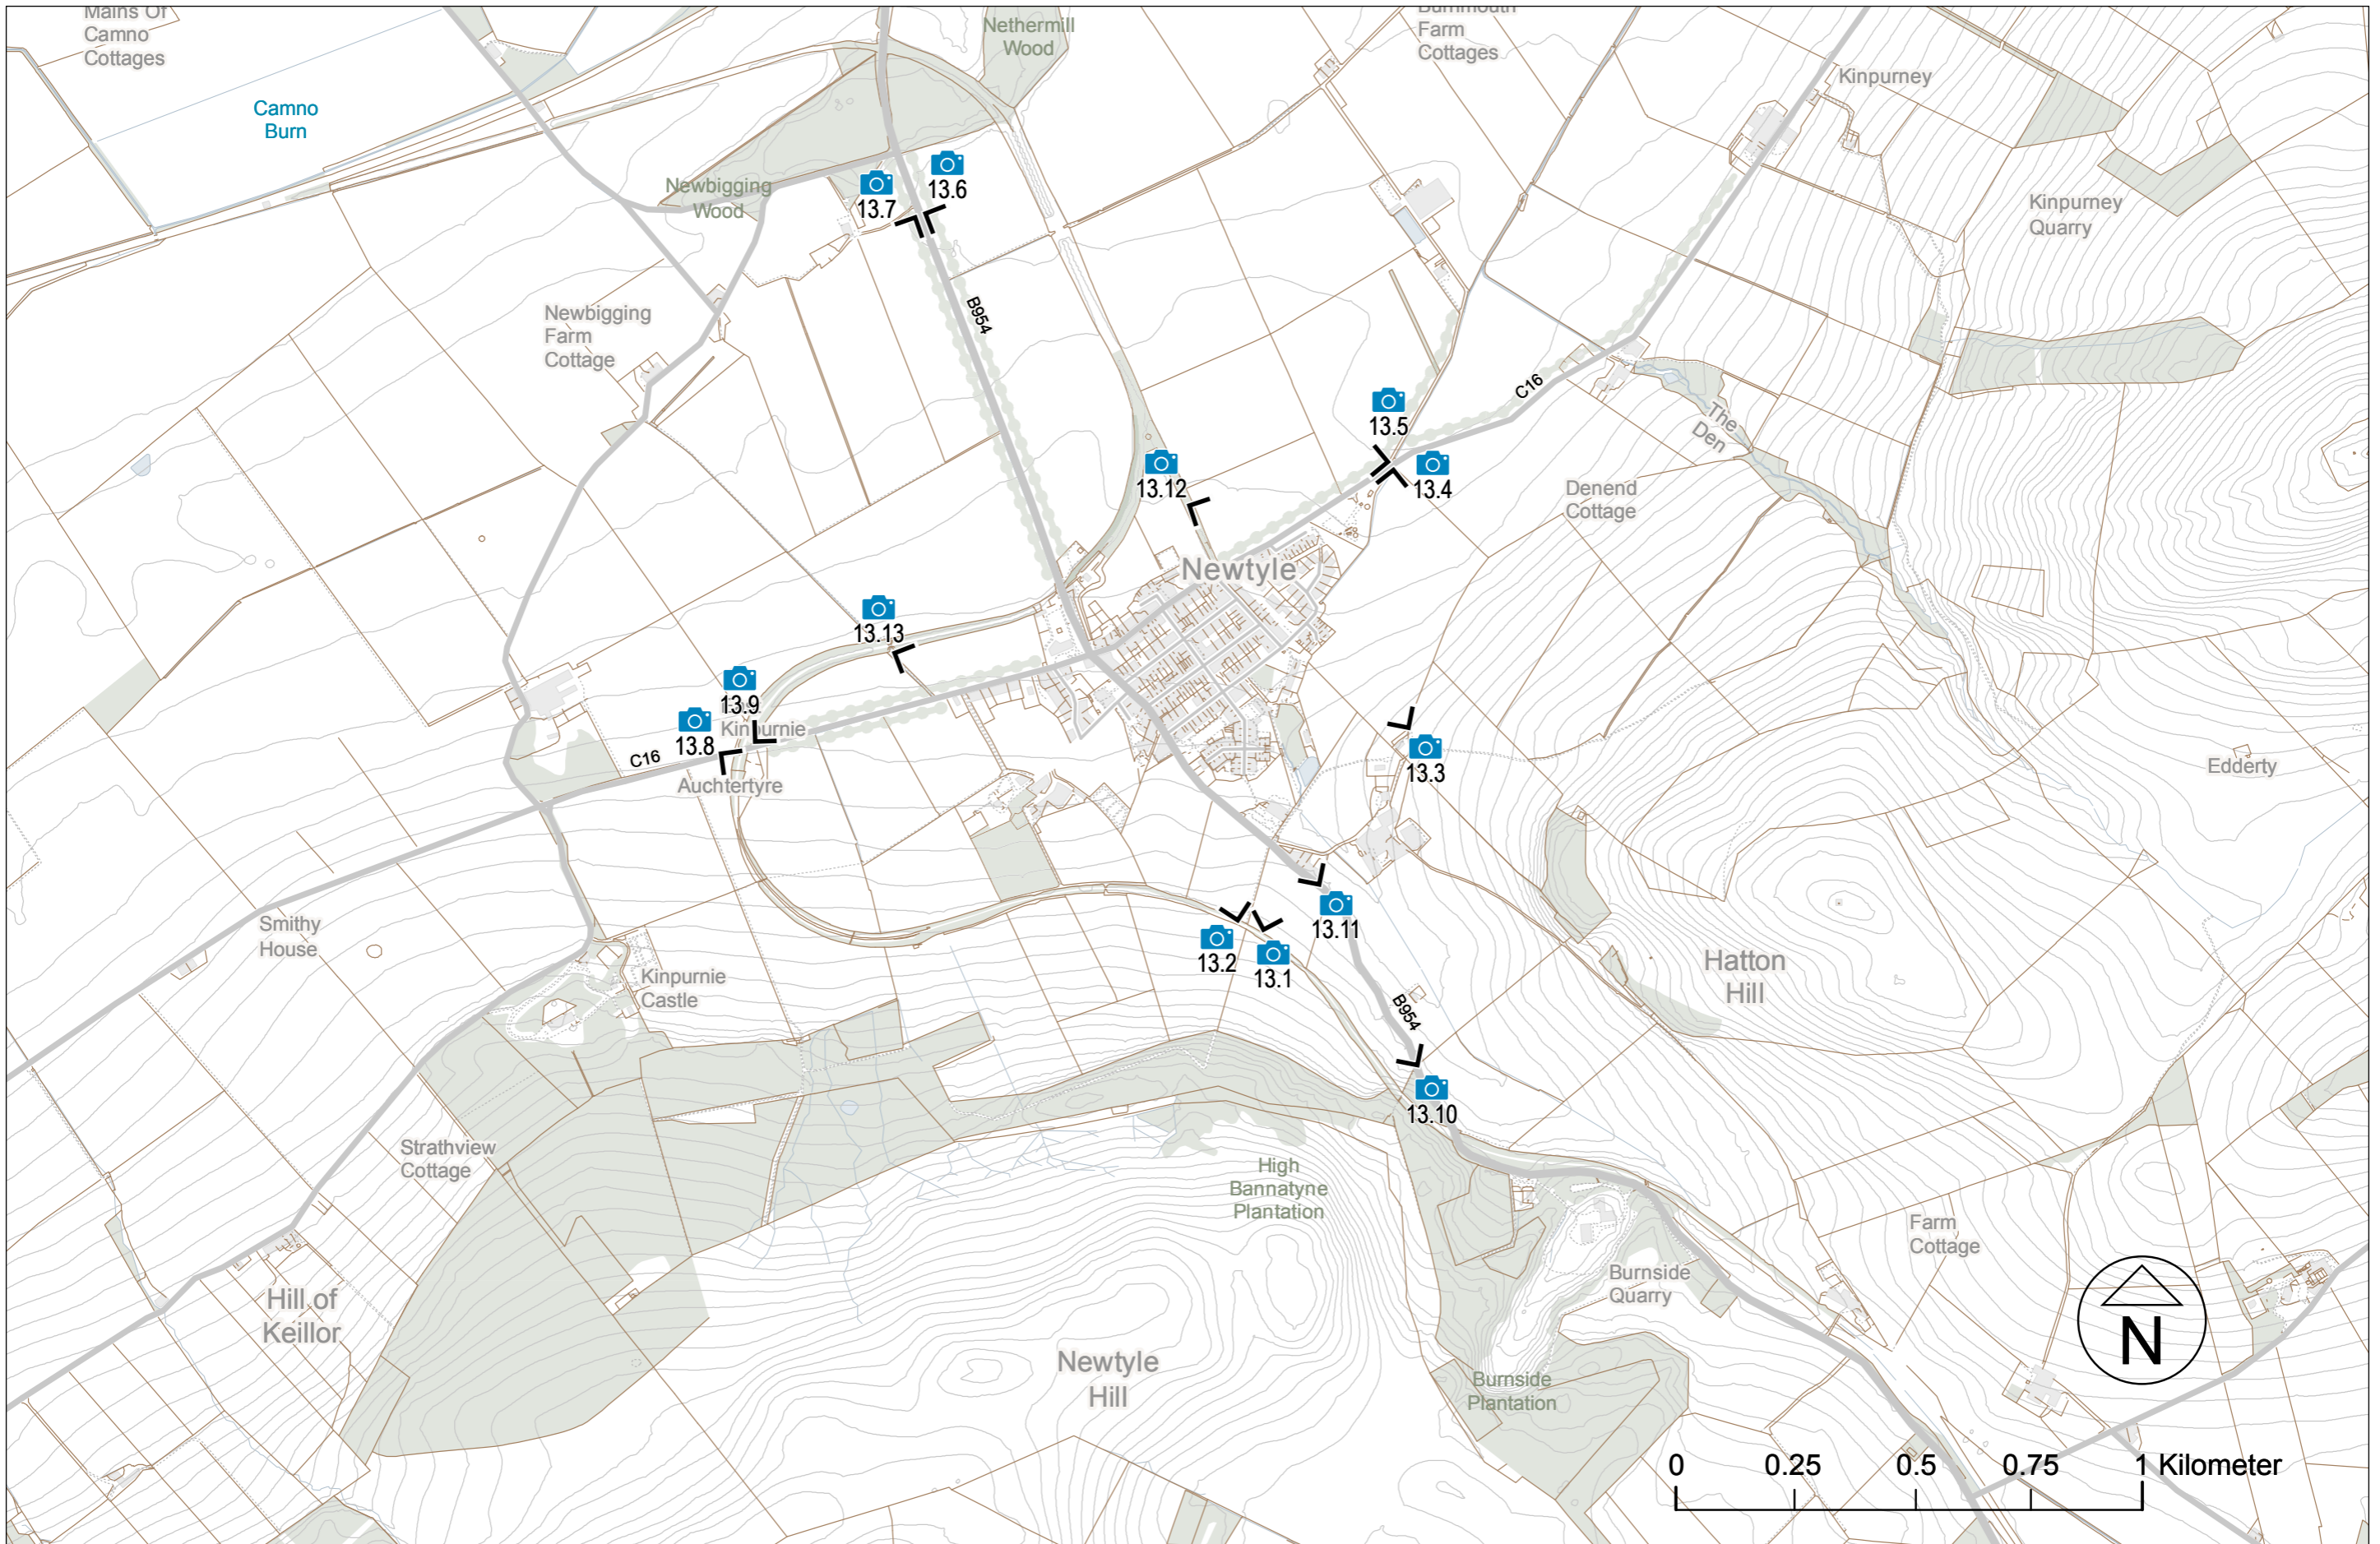 Mains Of
Camno
Cottages
Nethermill
Wood
Burnmouth
Farm
Cottages
Kinpurney
Camno
Burn
13.6
13.7
Newbigging
Wood
Kinpurney
Quarry
B954
Newbigging
Farm
Cottage
C16
13.5
The
Den
13.4
13.12
Denend
Cottage
Newtyle
13.13
13.9
Kinpurnie
13.8
C16
Auchtertyre
13.3
Edderty
Smithy
House
13.11
13.2
13.1
Hatton
Hill
Kinpurnie
Castle
B954
13.10
Strathview
Cottage
High
Bannatyne
Plantation
Farm
Cottage
Burnside
Quarry
Hill of
Keillor
N
Newtyle
Hill
Burnside
Plantation
0 0.25 0.5 0.75 1 Kilometer